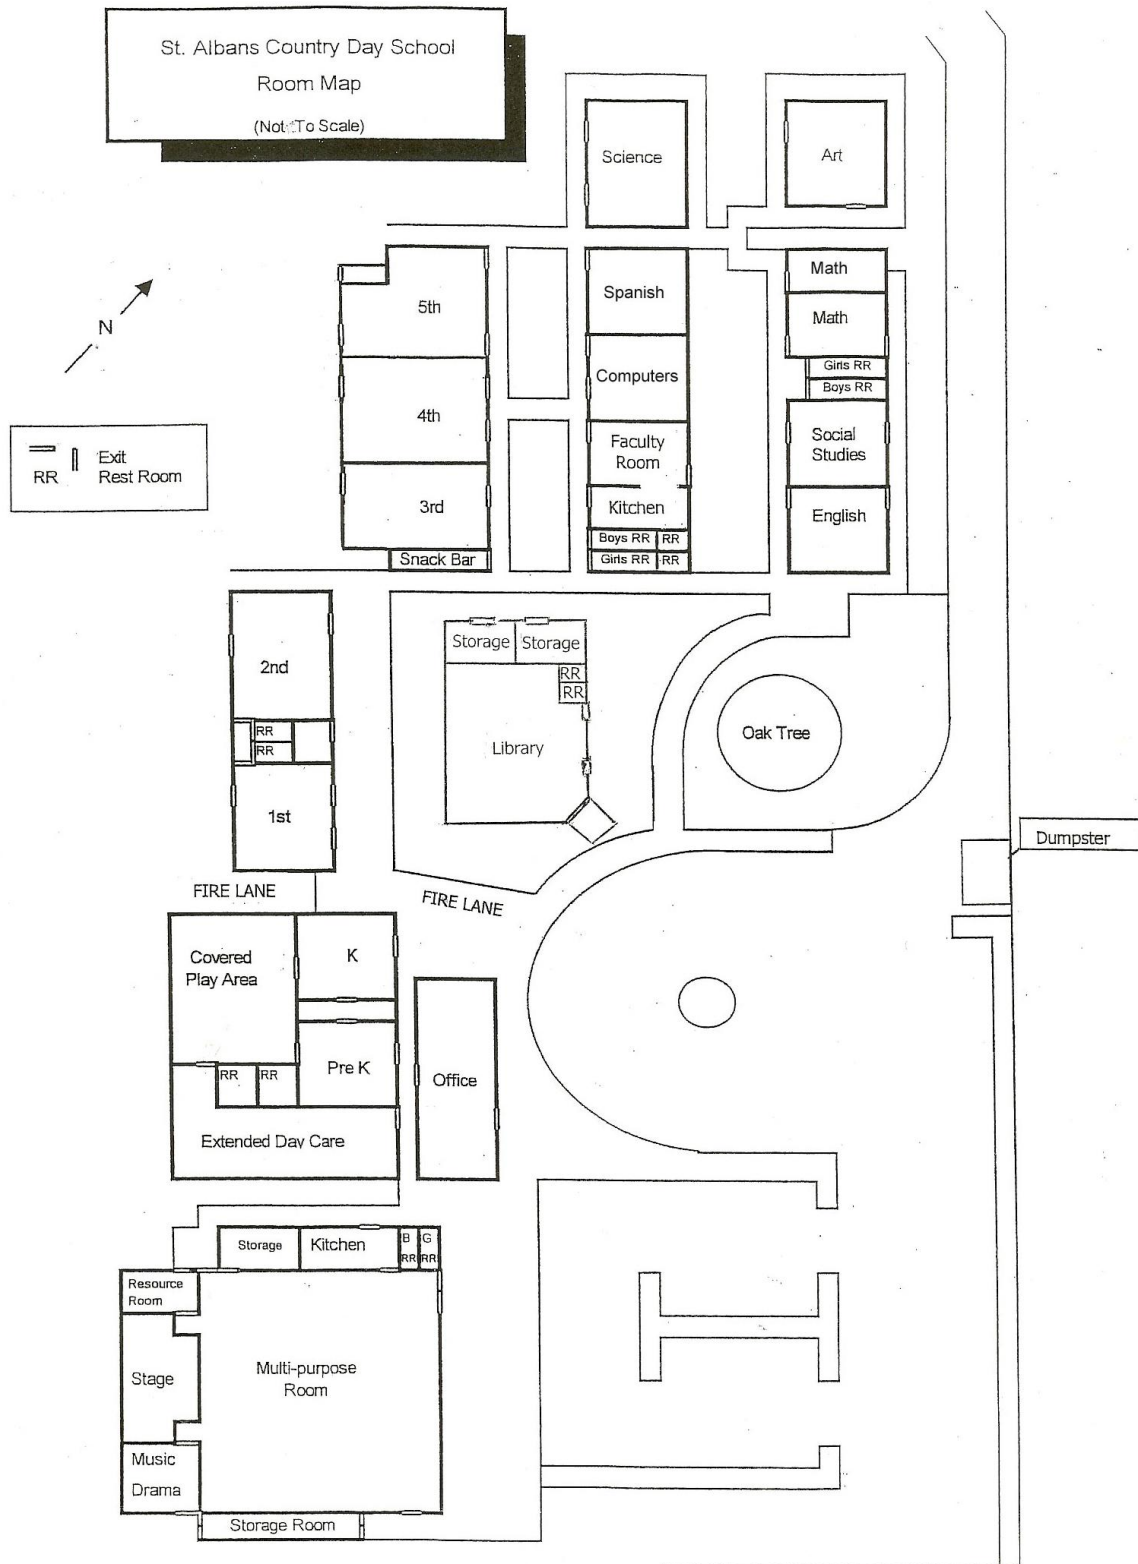 St. Albans Country Day School
Room Map
(Not To Scale)
Science
Art
5th
Spanish
Math
Math
N
Computers
Girls RR
Boys RR
4th
Faculty
Room
Social
Studies
Exit
RR Rest Room
3rd
Kitchen
English
Boys RR RR
Girls RR RR
Snack Bar
Storage Storage
2nd
RR
RR
RR
RR
Library
Oak Tree
1st
Dumpster
FIRE LANE
FIRE LANE
Covered
Play Area
K
Pre K
RR RR
Office
Extended Day Care
Storage
Kitchen
B G
RR RR
Resource
Room
Multi-purpose
Room
Stage
Music
Drama
Storage Room